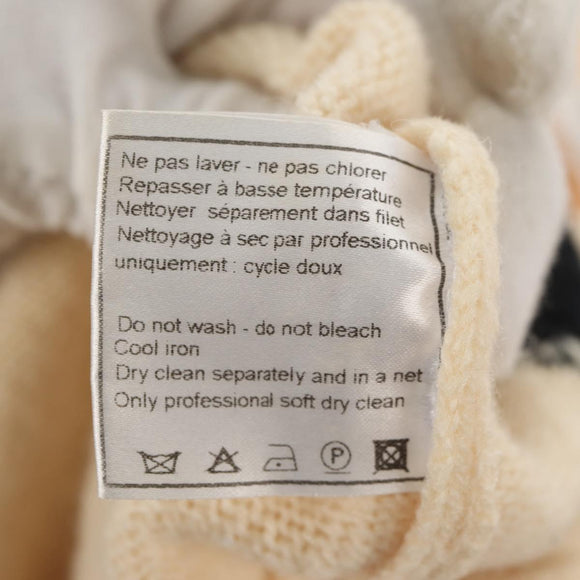 Ne pas laver - ne pas chlorer
Repasser à basse température
Nettoyer séparement dans filet
Nettoyage à sec par professionnel
uniquement : cycle doux
Do not wash - do not bleach
Cool iron
Dry clean separately and in a net
Only professional soft dry clean
P